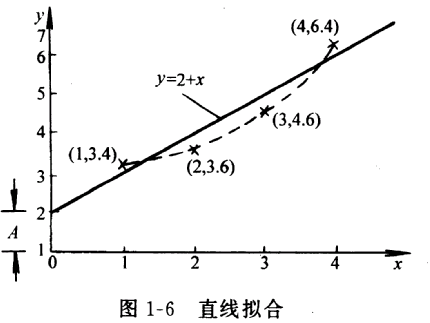 y
7
6
5
4
3
2
1
A
(4,6.4)
y=2+x
(1,3.4)
(2,3.6)
(3,4.6)
0 1 2 3 4 x
图 1-6 直线拟合